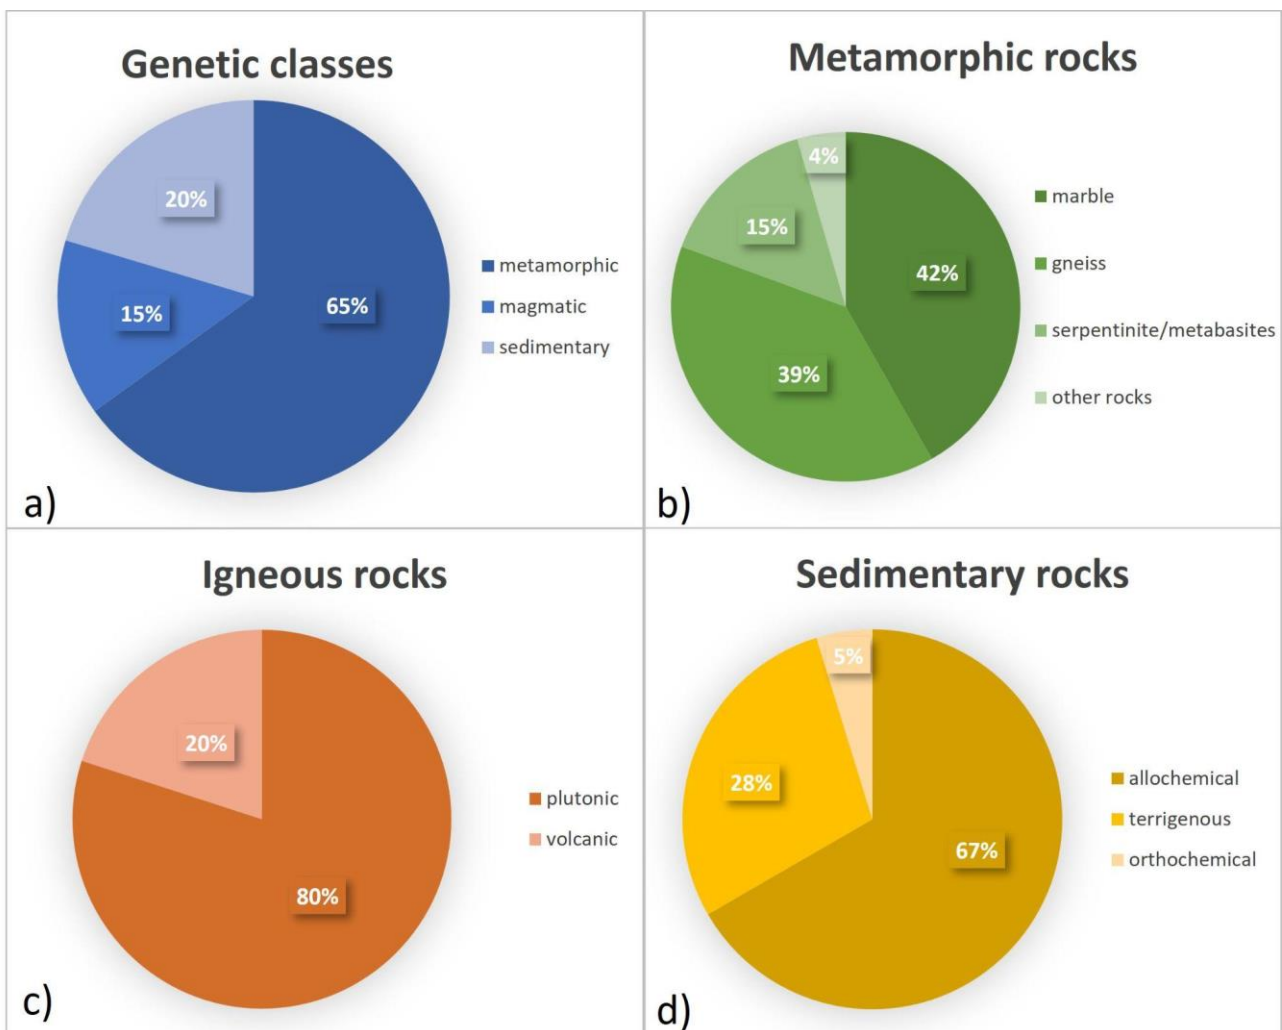 Genetic classes
20%
15%
65%
metamorphic
magmatic
sedimentary
a)
Metamorphic rocks
4%
15%
42%
39%
marble
gneiss
serpentinite/metabasites
other rocks
b)
Igneous rocks
20%
80%
plutonic
volcanic
c)
Sedimentary rocks
5%
28%
67%
allochemical
terrigenous
orthochemical
d)